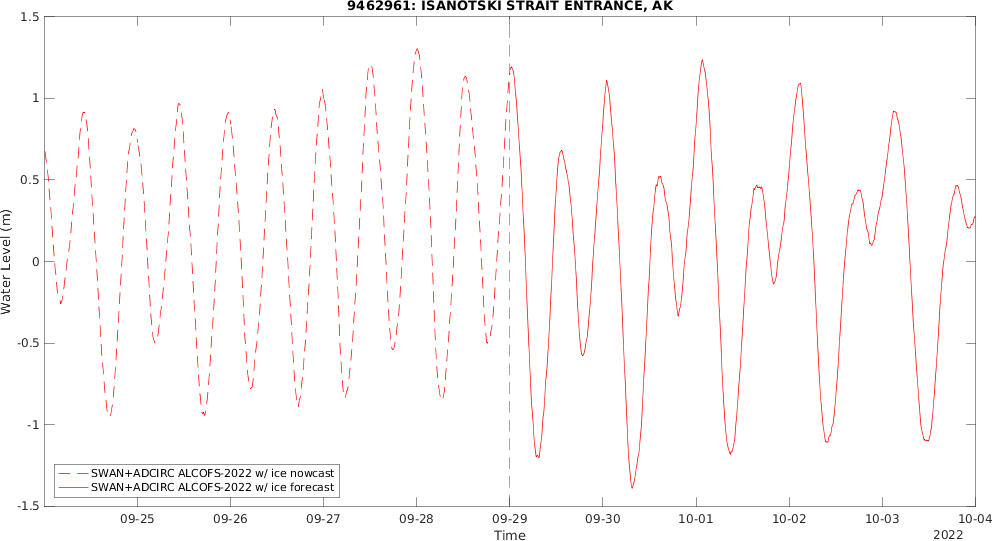 9462961: ISANOTSKI STRAIT ENTRANCE, AK
1.5
1
0.5
0
-0.5
-1
-1.5
Water Level (m)
SWAN+ADCIRC ALCOFS-2022 w/ ice nowcast
SWAN+ADCIRC ALCOFS-2022 w/ ice forecast
09-25 09-26 09-27 09-28 09-29 09-30 10-01 10-02 10-03 10-04
Time
2022